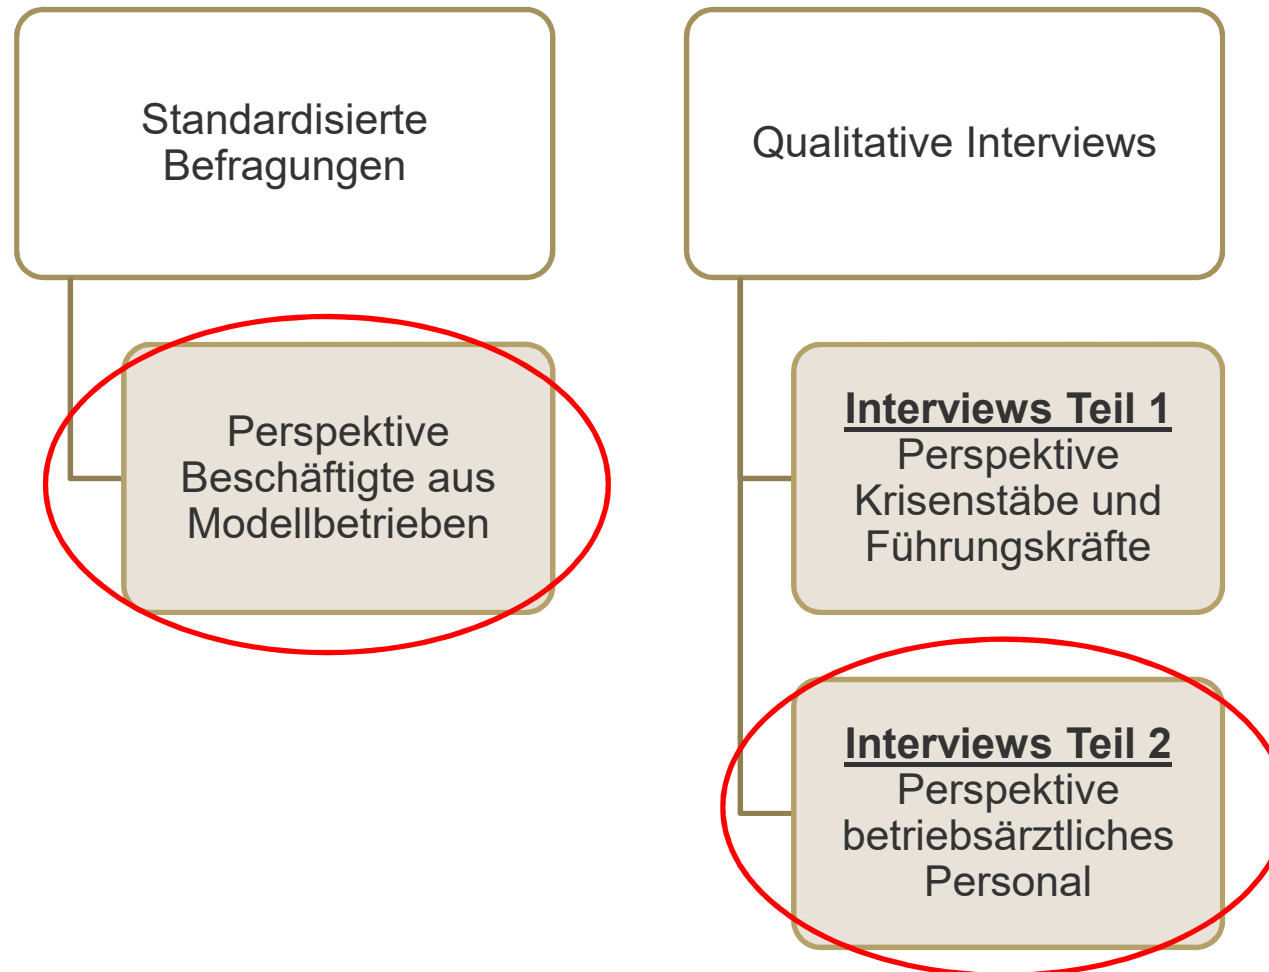 Standardisierte
Befragungen
Perspektive
Beschäftigte aus
Modellbetrieben
Qualitative Interviews
Interviews Teil 1
Perspektive
Krisenstäbe und
Führungskräfte
Interviews Teil 2
Perspektive
betriebsärztliches
Personal